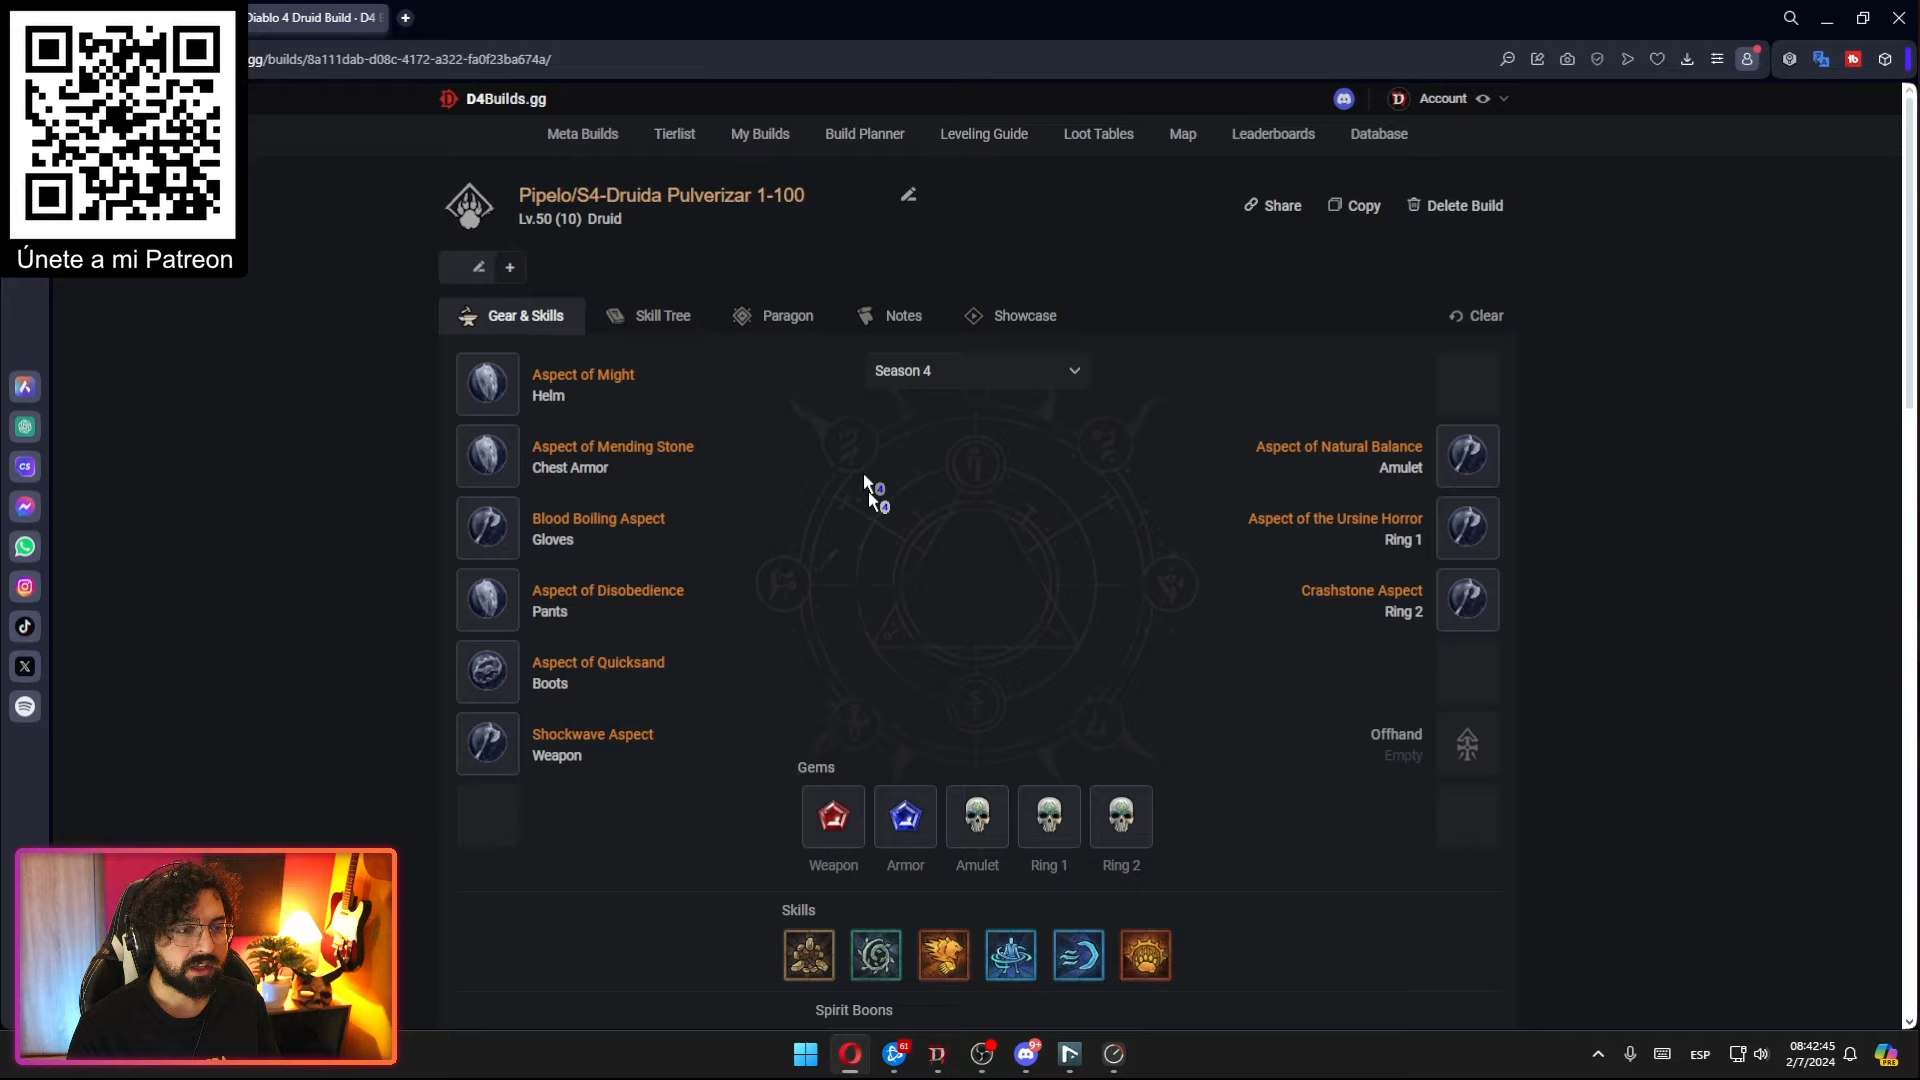 Diablo 4 Druid Build - D4
gg/builds/8a111dab-d08c-4172-a322-fa0f23ba674a/
Únete a mi Patreon
D4Builds.gg
Account
Meta Builds
Tierlist
My Builds
Build Planner
Leveling Guide
Loot Tables
Map
Leaderboards
Database
Pipelo/S4-Druida Pulverizar 1-100
Lv.50 (10) Druid
Share
Copy
Delete Build
Gear & Skills
Skill Tree
Paragon
Notes
Showcase
Clear
Season 4
Aspect of Might
Helm
Aspect of Mending Stone
Chest Armor
Blood Boiling Aspect
Gloves
Aspect of Disobedience
Pants
Aspect of Quicksand
Boots
Shockwave Aspect
Weapon
Aspect of Natural Balance
Amulet
Aspect of the Ursine Horror
Ring 1
Crashstone Aspect
Ring 2
Offhand
Empty
Gems
Weapon
Armor
Amulet
Ring 1
Ring 2
Skills
Spirit Boons
CS
61
9+
ESP
08:42:45
2/7/2024
PRE